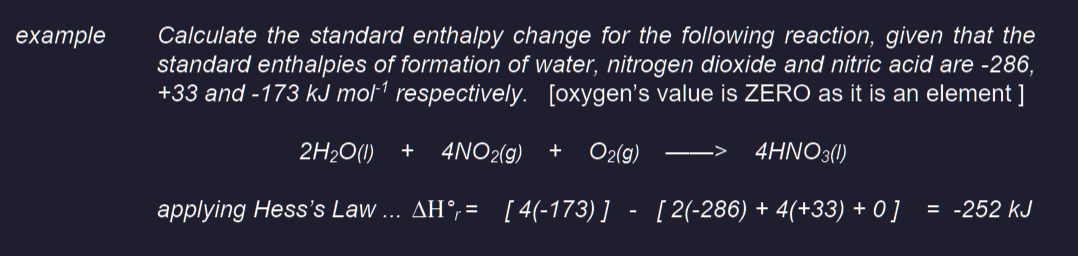 example Calculate the standard enthalpy change for the following reaction, given that the
standard enthalpies of formation of water, nitrogen dioxide and nitric acid are -286,
+33 and -173 kJ mol⁻¹ respectively. [oxygen's value is ZERO as it is an element ]
2H₂O(l) + 4NO₂(g) + O₂(g) ——> 4HNO₃(l)
applying Hess's Law ... ΔH°ᵣ = [ 4(-173) ] - [ 2(-286) + 4(+33) + 0 ] = -252 kJ